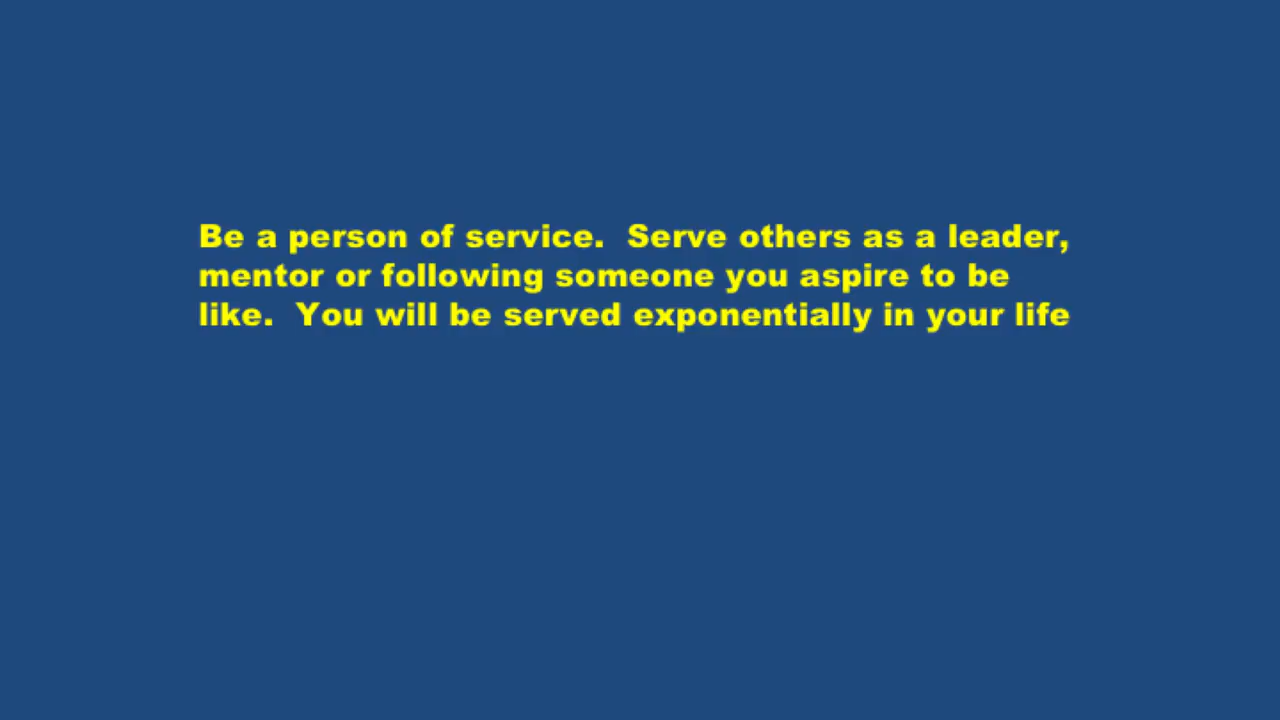 Be a person of service.  Serve others as a leader,
mentor or following someone you aspire to be
like.  You will be served exponentially in your life